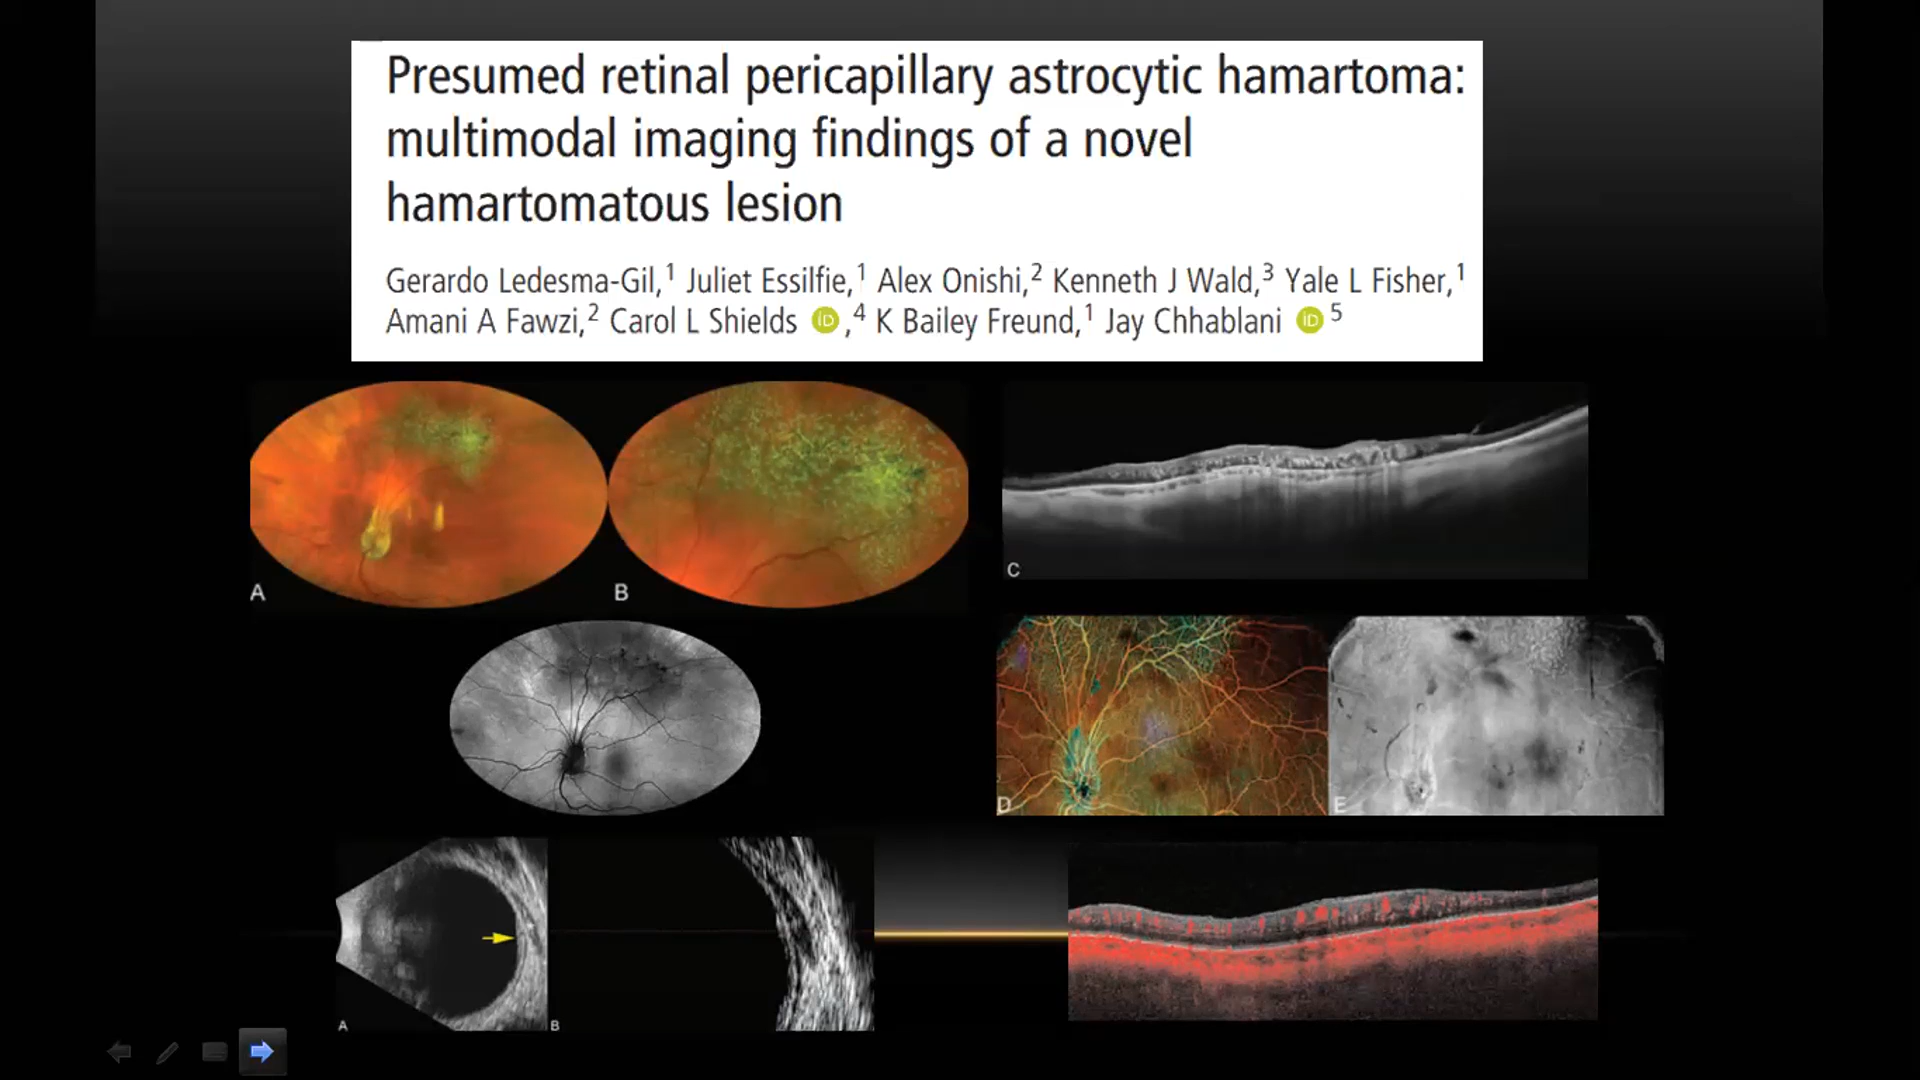 Presumed retinal pericapillary astrocytic hamartoma:
multimodal imaging findings of a novel
hamartomatous lesion
Gerardo Ledesma-Gil,1 Juliet Essilfie,1 Alex Onishi,2 Kenneth J Wald,3 Yale L Fisher,1
Amani A Fawzi,2 Carol L Shields iD ,4 K Bailey Freund,1 Jay Chhablani iD 5
A
B
C
D
E
A
B